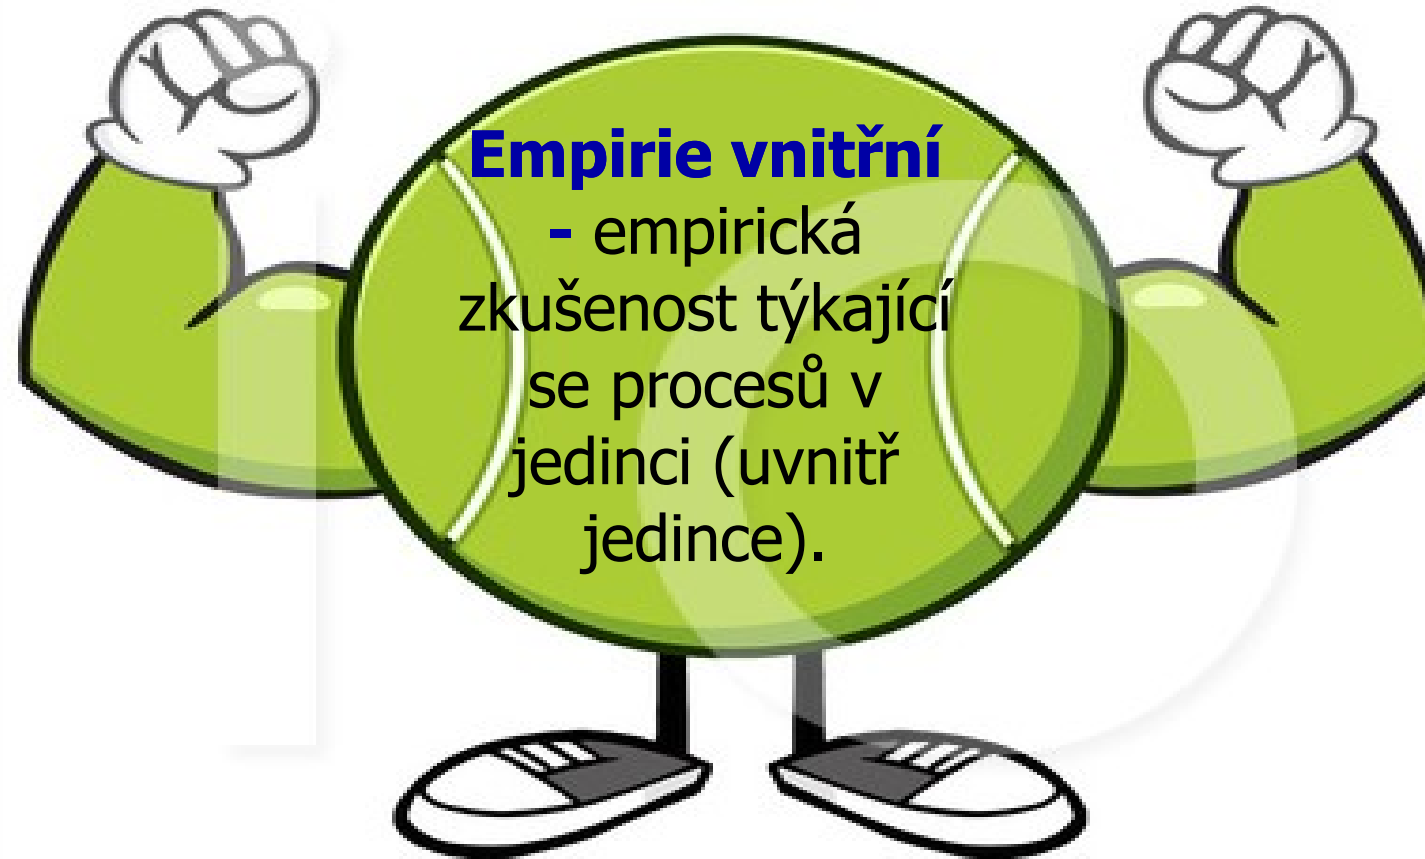 Empirie vnitřní
- empirická
zkušenost týkající
se procesů v
jedinci (uvnitř
jedince).